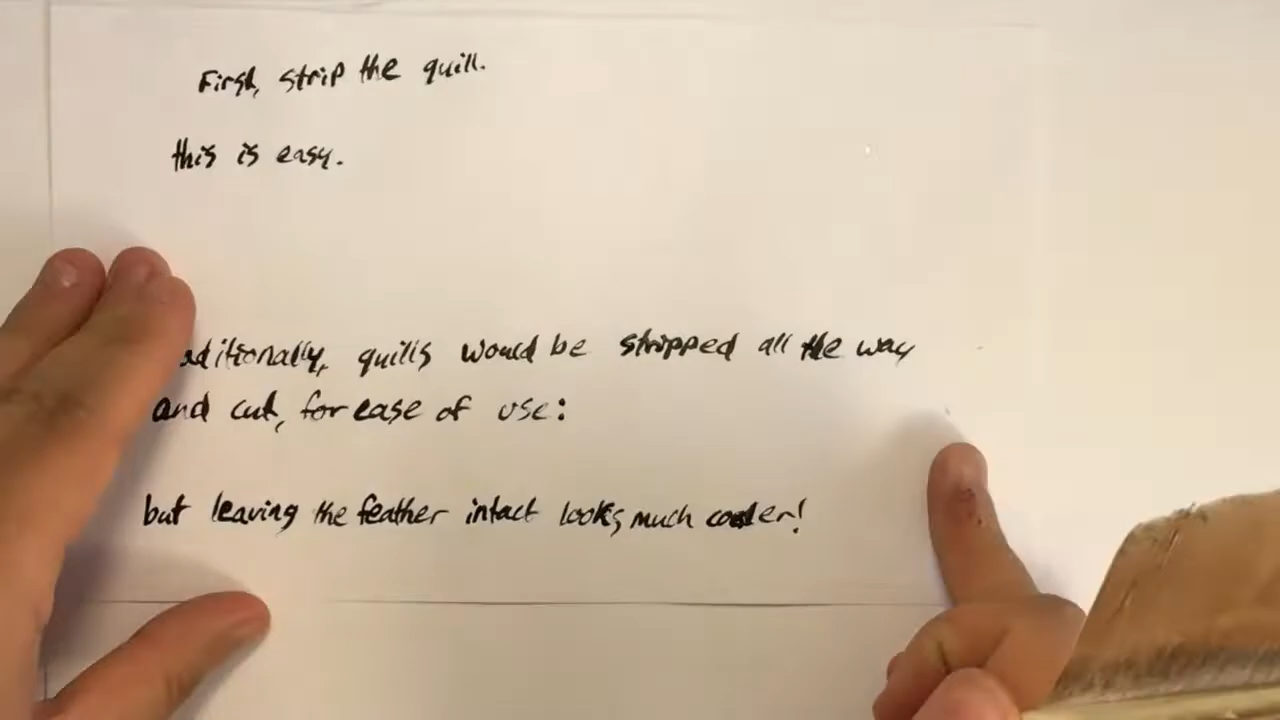 First, strip the quill.
this is easy.
aditionally, quills would be stripped all the way
and cut, for ease of use:
but leaving the feather intact looks much cooler!